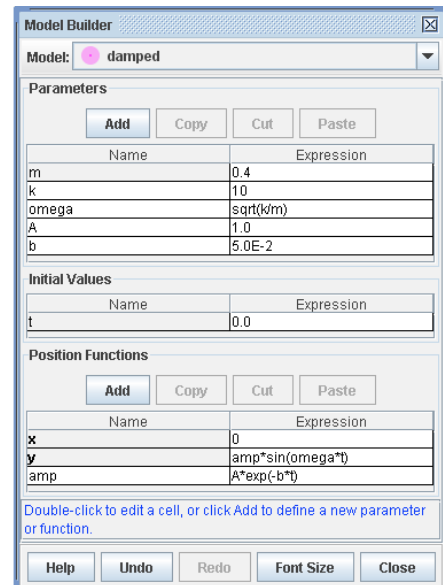 Model Builder
Model: damped
Parameters
Add Copy Cut Paste
Name Expression
m 0.4
k 10
omega sqrt(k/m)
A 1.0
b 5.0E-2
Initial Values
Name Expression
t 0.0
Position Functions
Add Copy Cut Paste
Name Expression
x 0
y amp*sin(omega*t)
amp A*exp(-b*t)
Double-click to edit a cell, or click Add to define a new parameter
or function.
Help Undo Redo Font Size Close